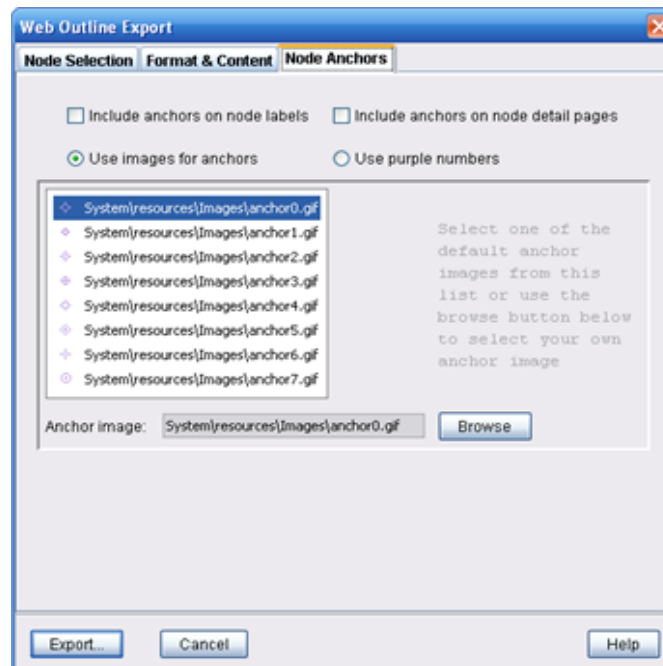 Web Outline Export
Node Selection Format & Content Node Anchors
Include anchors on node labels Include anchors on node detail pages
Use images for anchors Use purple numbers
System\resources\Images\anchor0.gif
System\resources\Images\anchor1.gif
System\resources\Images\anchor2.gif
System\resources\Images\anchor3.gif
System\resources\Images\anchor4.gif
System\resources\Images\anchor5.gif
System\resources\Images\anchor6.gif
System\resources\Images\anchor7.gif
Select one of the
default anchor
images from this
list or use the
browse button below
to select your own
anchor image
Anchor image: System\resources\Images\anchor0.gif Browse
Export... Cancel Help